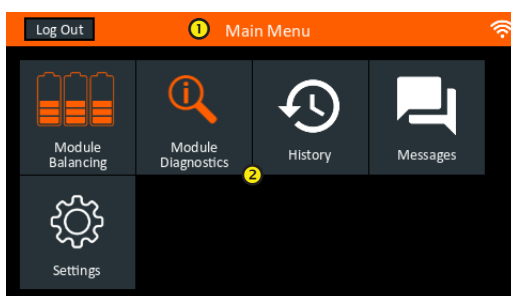 Log Out
1
Main Menu
Module
Balancing
Module
Diagnostics
History
Messages
2
Settings